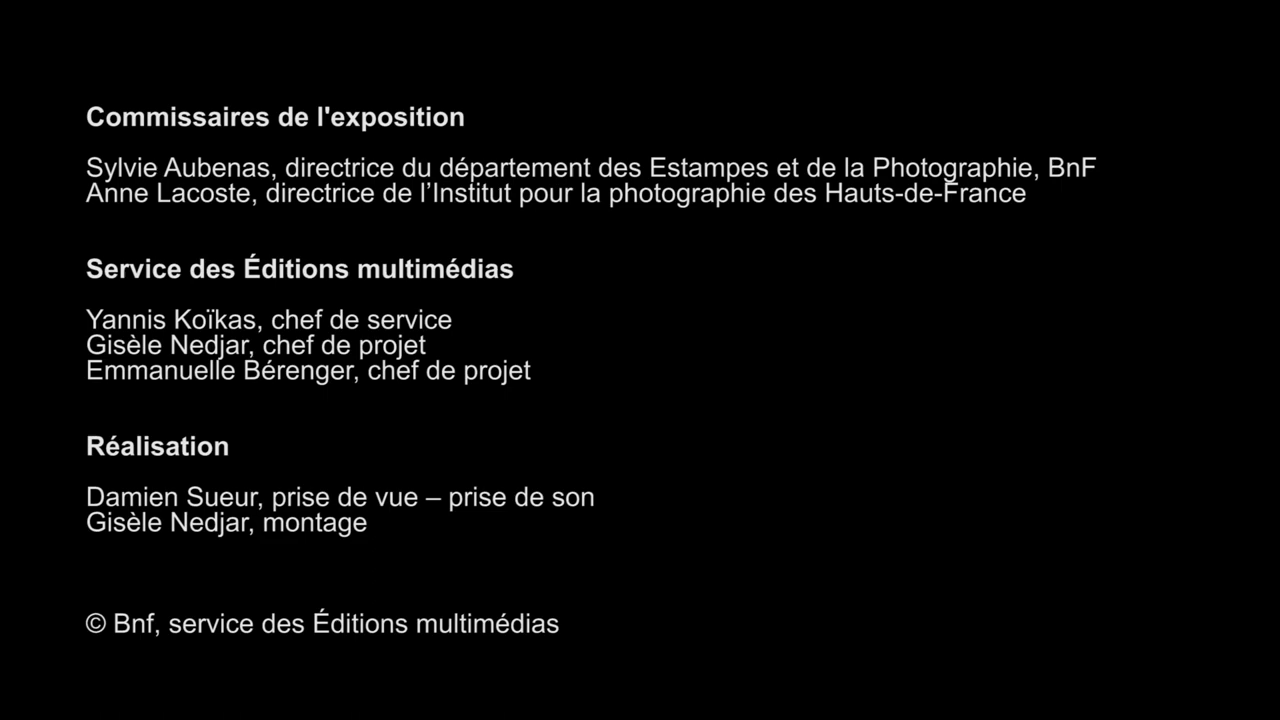 Commissaires de l'exposition
Sylvie Aubenas, directrice du département des Estampes et de la Photographie, BnF
Anne Lacoste, directrice de l’Institut pour la photographie des Hauts-de-France
Service des Éditions multimédias
Yannis Koïkas, chef de service
Gisèle Nedjar, chef de projet
Emmanuelle Bérenger, chef de projet
Réalisation
Damien Sueur, prise de vue – prise de son
Gisèle Nedjar, montage
© Bnf, service des Éditions multimédias